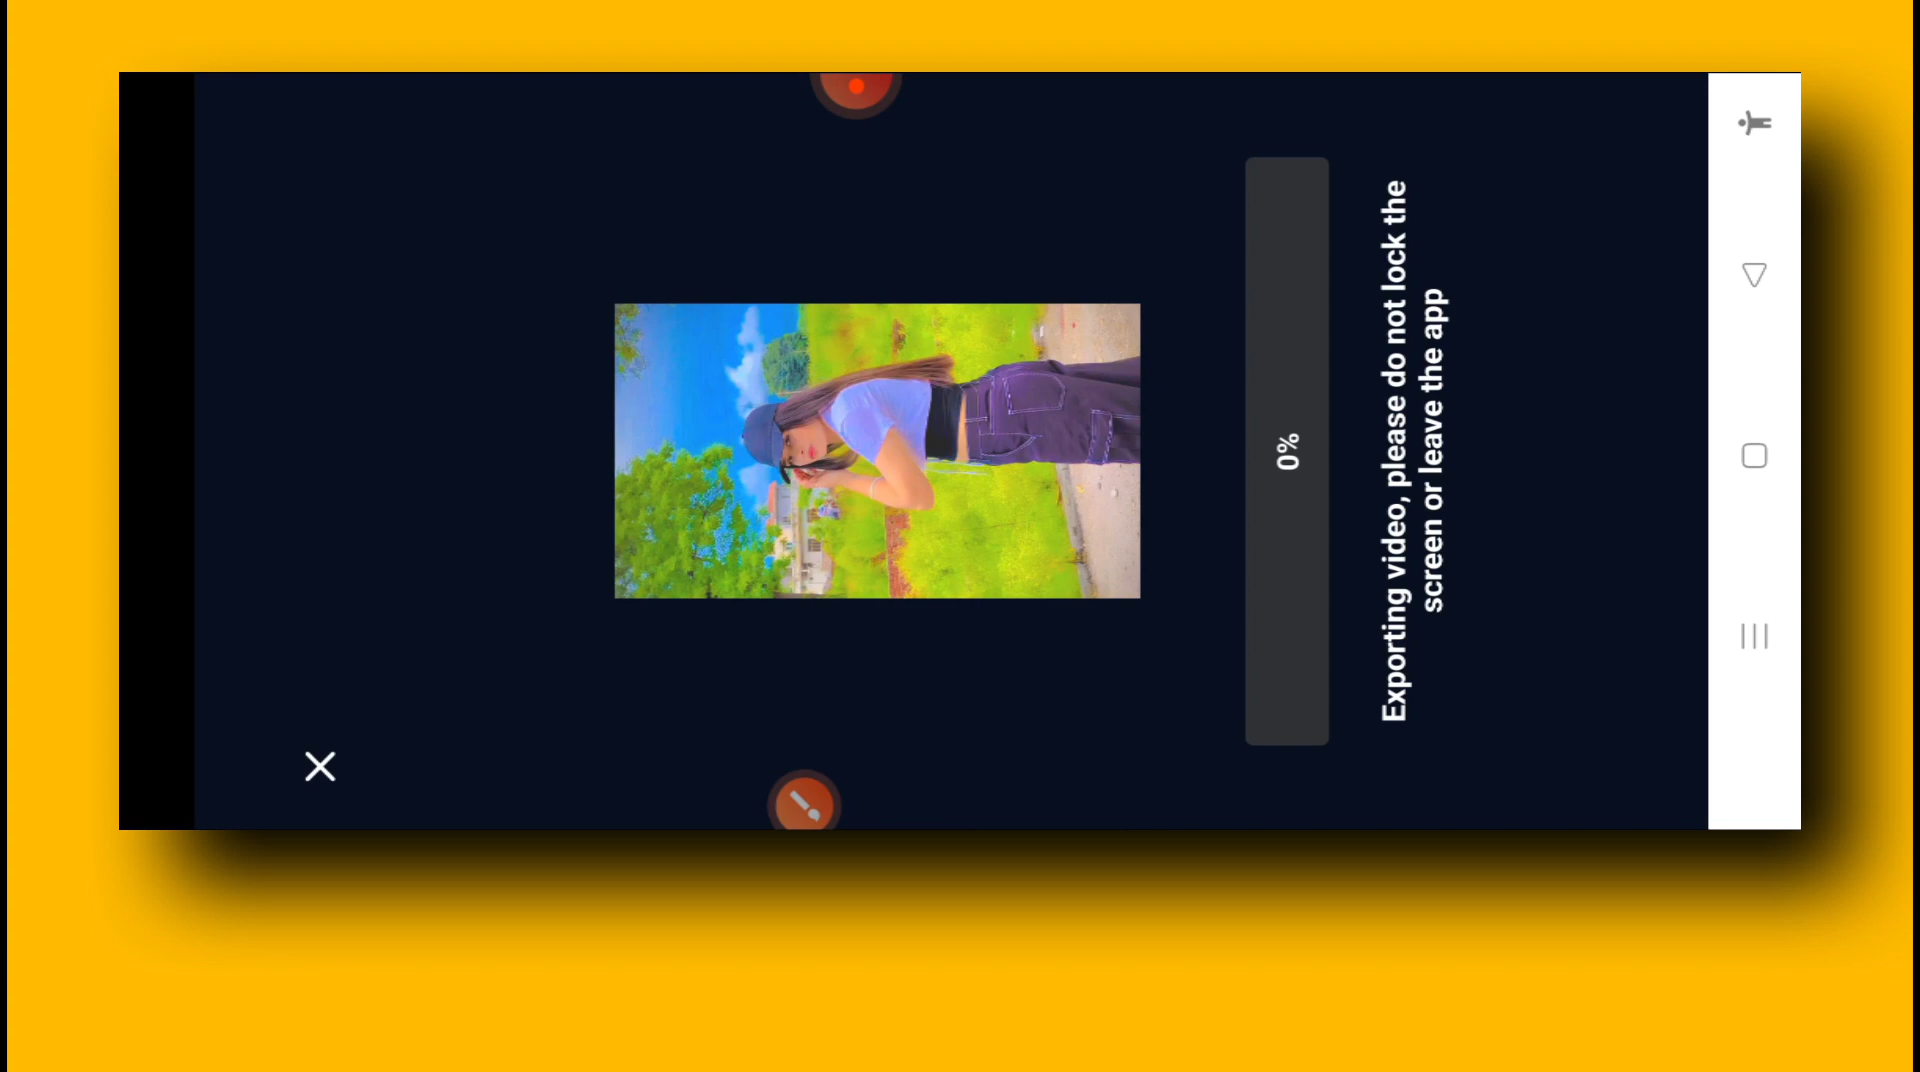 0%
Exporting video, please do not lock the
screen or leave the app